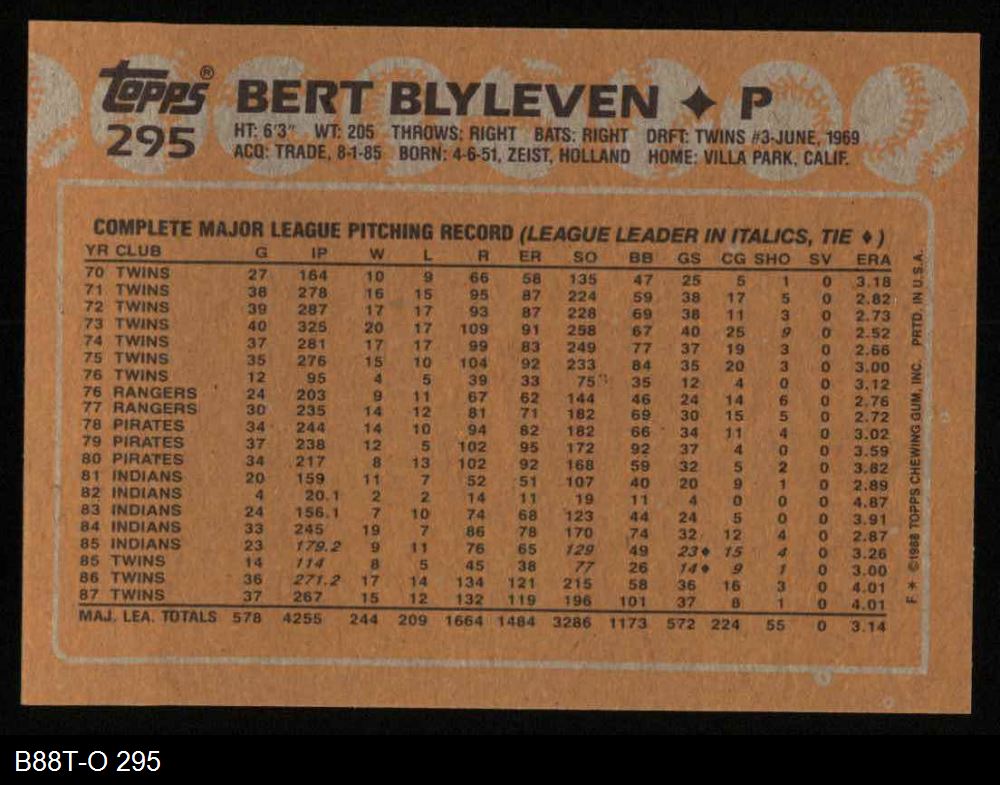 Topps® BERT BLYLEVEN ♦ P
295 HT: 6'3" WT: 205 THROWS: RIGHT BATS: RIGHT DRFT: TWINS #3-JUNE, 1969
ACQ: TRADE, 8-1-85 BORN: 4-6-51, ZEIST, HOLLAND HOME: VILLA PARK, CALIF.
COMPLETE MAJOR LEAGUE PITCHING RECORD (LEAGUE LEADER IN ITALICS, TIE ♦)
YR CLUB G IP W L R ER SO BB GS CG SHO SV ERA
70 TWINS 27 164 10 9 66 58 135 47 25 5 1 0 3.18
71 TWINS 38 278 16 15 95 87 224 59 38 17 5 0 2.82
72 TWINS 39 287 17 17 93 87 228 69 38 11 3 0 2.73
73 TWINS 40 325 20 17 109 91 258 67 40 25 9 0 2.52
74 TWINS 37 281 17 17 99 83 249 77 37 19 3 0 2.66
75 TWINS 35 276 15 10 104 92 233 84 35 20 3 0 3.00
76 TWINS 12 95 4 5 39 33 75 35 12 4 0 0 3.12
76 RANGERS 24 203 9 11 67 62 144 46 24 14 6 0 2.76
77 RANGERS 30 235 14 12 81 71 182 69 30 15 5 0 2.72
78 PIRATES 34 244 14 10 94 82 182 66 34 11 4 0 3.02
79 PIRATES 37 238 12 5 102 95 172 92 37 4 0 0 3.59
80 PIRATES 34 217 8 13 102 92 168 59 32 5 2 0 3.82
81 INDIANS 20 159 11 7 52 51 107 40 20 9 1 0 2.89
82 INDIANS 4 20.1 2 2 14 11 19 11 4 0 0 0 4.87
83 INDIANS 24 156.1 7 10 74 68 123 44 24 5 0 0 3.91
84 INDIANS 33 245 19 7 86 78 170 74 32 12 4 0 2.87
85 INDIANS 23 179.2 9 11 76 65 129 49 23♦ 15 4 0 3.26
85 TWINS 14 114 8 5 45 38 77 26 14♦ 9 1 0 3.00
86 TWINS 36 271.2 17 14 134 121 215 58 36 16 3 0 4.01
87 TWINS 37 267 15 12 132 119 196 101 37 8 1 0 4.01
MAJ. LEA. TOTALS 578 4255 244 209 1664 1484 3286 1173 572 224 55 0 3.14
F * ©1988 TOPPS CHEWING GUM, INC. PRTD. IN U.S.A.
B88T-O 295